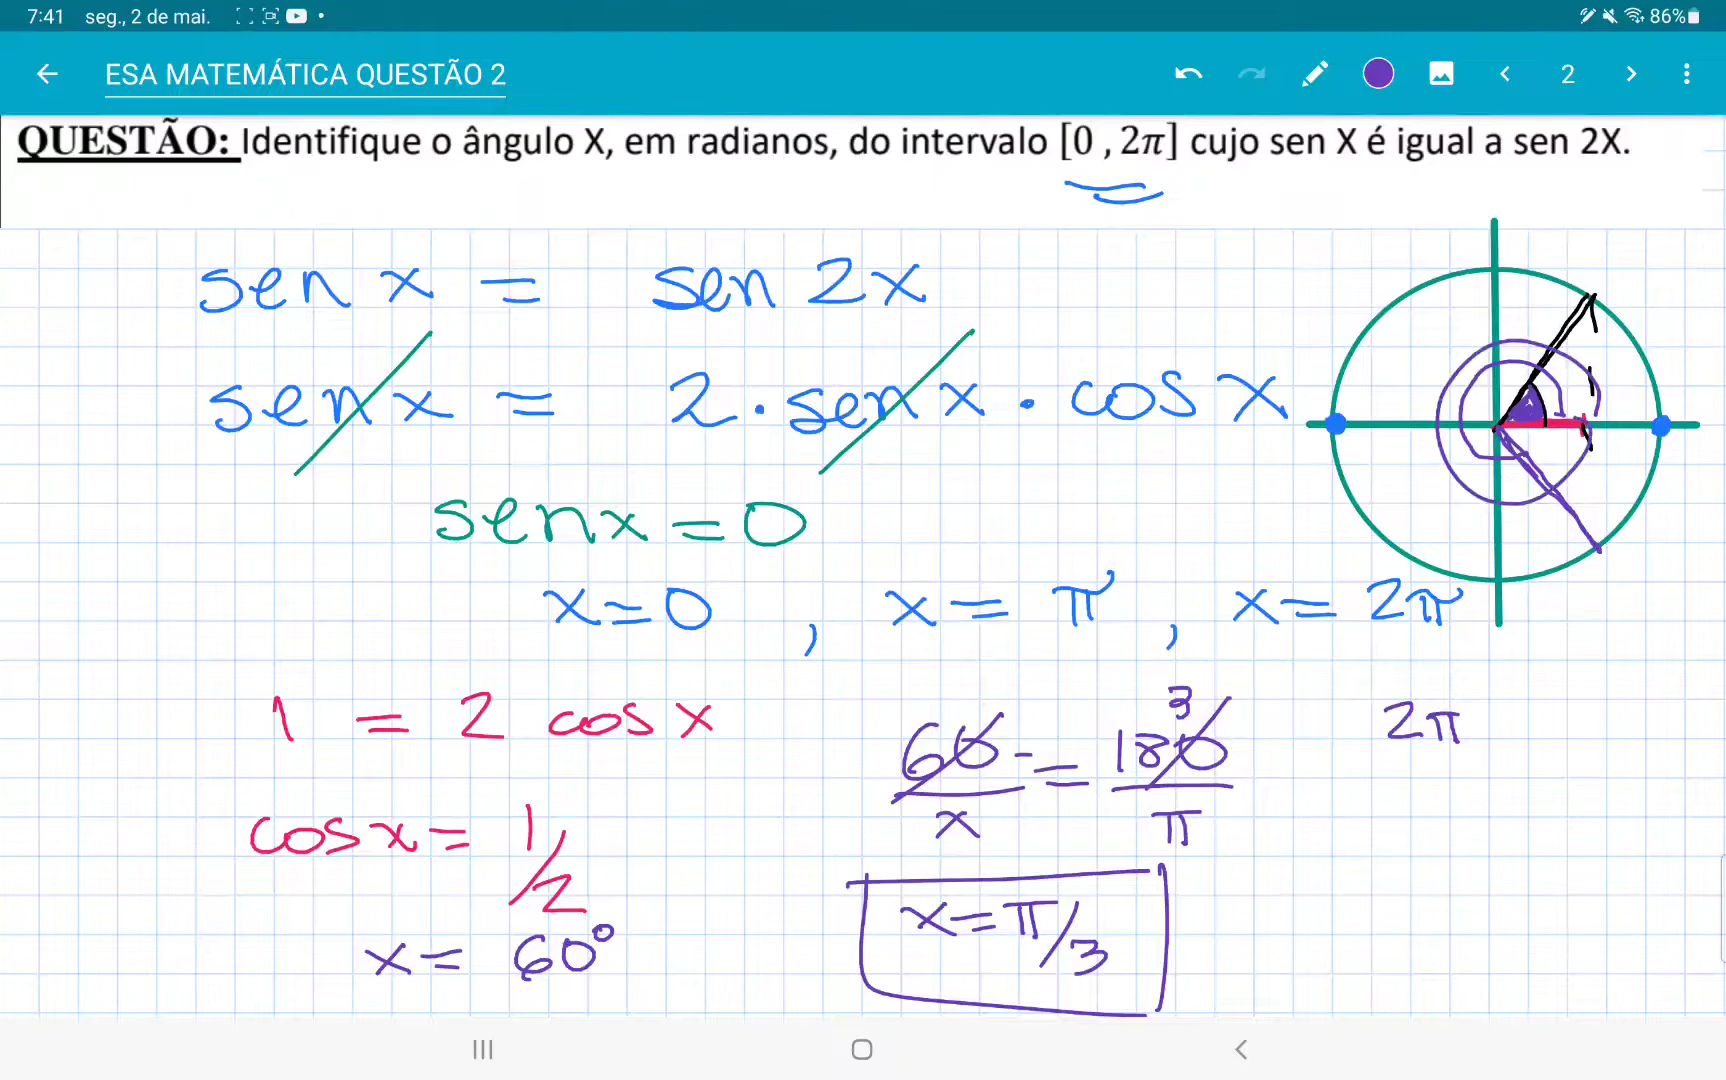 7:41 seg., 2 de mai. 86%
ESA MATEMÁTICA QUESTÃO 2 2
QUESTÃO: Identifique o ângulo X, em radianos, do intervalo [0 , 2π] cujo sen X é igual a sen 2X.
sen x = sen 2x
sen x = 2 · sen x · cos x
sen x = 0
x = 0 , x = π , x = 2π
1 = 2 cos x
60/x = 180/π 3
2π
cos x = 1/2
x = π/3
x = 60°